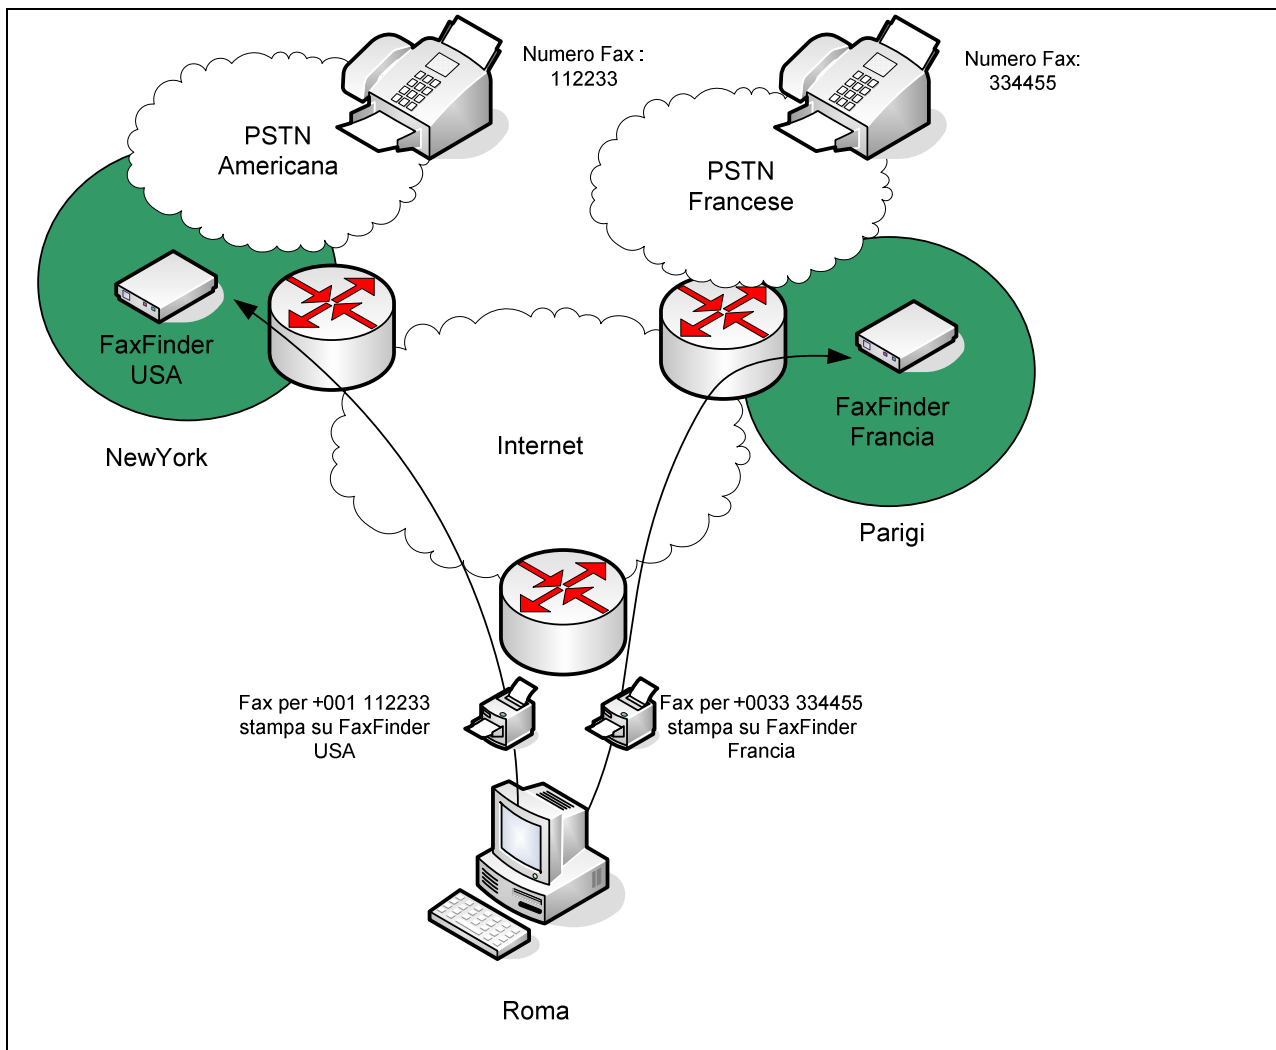 Numero Fax :
112233
Numero Fax:
334455
PSTN
Americana
PSTN
Francese
FaxFinder
USA
FaxFinder
Francia
NewYork
Internet
Parigi
Fax per +001 112233
stampa su FaxFinder
USA
Fax per +0033 334455
stampa su FaxFinder
Francia
Roma